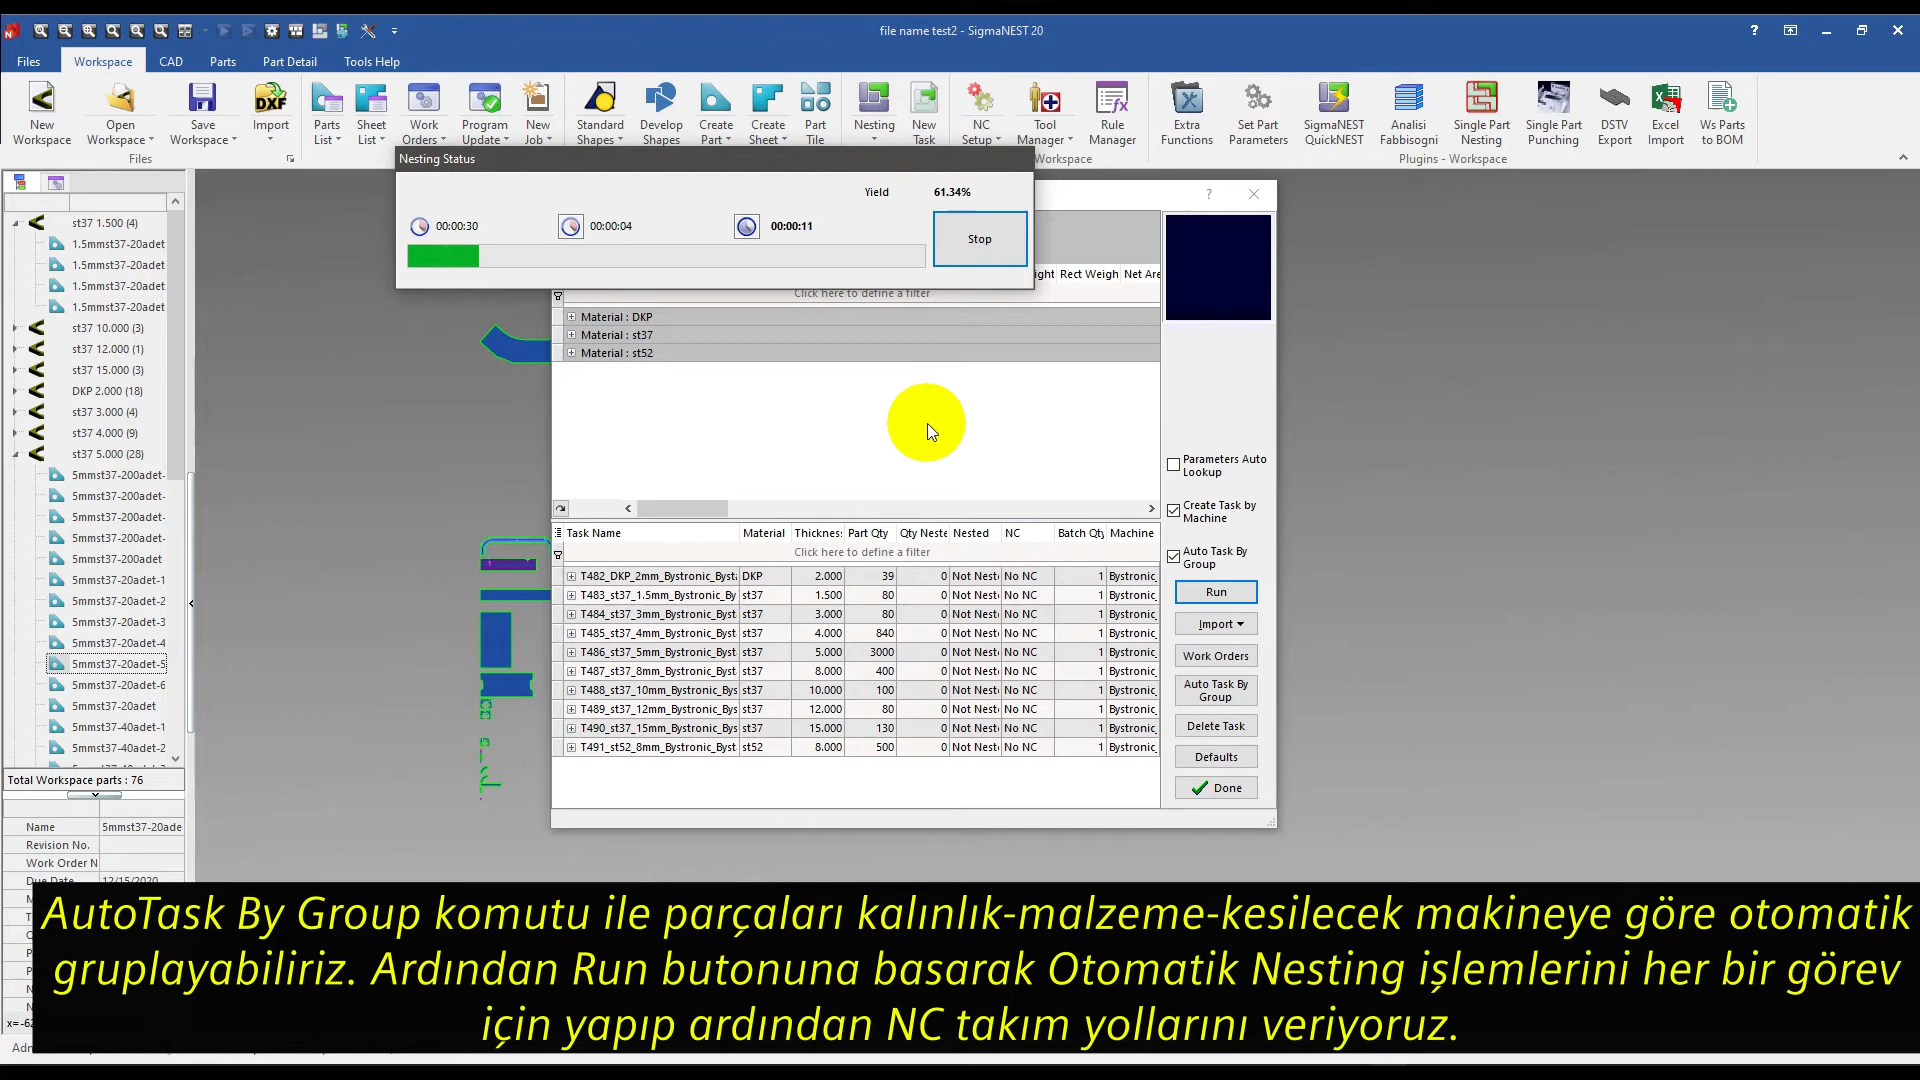 file name test2 - SigmaNEST 20
Files Workspace CAD Parts Part Detail Tools Help
New Workspace
Open Workspace
Save Workspace
Import
Parts List
Sheet List
Work Orders
Program Update
New Job
Standard Shapes
Develop Shapes
Create Part
Create Sheet
Part Tile
Nesting
New Task
NC Setup
Tool Manager
Rule Manager
Extra Functions
Set Part Parameters
SigmaNEST QuickNEST
Analisi Fabbisogni
Single Part Nesting
Single Part Punching
DSTV Export
Excel Import
Ws Parts to BOM
Files
Workspace
Plugins - Workspace
Nesting Status
Yield 61.34%
00:00:30 00:00:04 00:00:11
Stop
st37 1.500 (4)
1.5mmst37-20adet
1.5mmst37-20adet
1.5mmst37-20adet
1.5mmst37-20adet
st37 10.000 (3)
st37 12.000 (1)
st37 15.000 (3)
DKP 2.000 (18)
st37 3.000 (4)
st37 4.000 (9)
st37 5.000 (28)
5mmst37-200adet-
5mmst37-200adet-
5mmst37-200adet-
5mmst37-200adet-
5mmst37-200adet
5mmst37-20adet-1
5mmst37-20adet-2
5mmst37-20adet-3
5mmst37-20adet-4
5mmst37-20adet-5
5mmst37-20adet-6
5mmst37-20adet
5mmst37-40adet-1
5mmst37-40adet-2
Total Workspace parts : 76
Name 5mmst37-20ade
Revision No.
Work Order N
Due Date 12/15/2020
Rect Weigh Net Are
Click here to define a filter
Material : DKP
Material : st37
Material : st52
Task Name Material Thickness Part Qty Qty Neste Nested NC Batch Qty Machine
Click here to define a filter
T482_DKP_2mm_Bystronic_Byst DKP 2.000 39 0 Not Nest No NC 1 Bystronic_
T483_st37_1.5mm_Bystronic_By st37 1.500 80 0 Not Nest No NC 1 Bystronic_
T484_st37_3mm_Bystronic_Byst st37 3.000 80 0 Not Nest No NC 1 Bystronic_
T485_st37_4mm_Bystronic_Byst st37 4.000 840 0 Not Nest No NC 1 Bystronic_
T486_st37_5mm_Bystronic_Byst st37 5.000 3000 0 Not Nest No NC 1 Bystronic_
T487_st37_8mm_Bystronic_Byst st37 8.000 400 0 Not Nest No NC 1 Bystronic_
T488_st37_10mm_Bystronic_Bys st37 10.000 100 0 Not Nest No NC 1 Bystronic_
T489_st37_12mm_Bystronic_Bys st37 12.000 80 0 Not Nest No NC 1 Bystronic_
T490_st37_15mm_Bystronic_Bys st37 15.000 130 0 Not Nest No NC 1 Bystronic_
T491_st52_8mm_Bystronic_Byst st52 8.000 500 0 Not Nest No NC 1 Bystronic_
Parameters Auto
Lookup
Create Task by
Machine
Auto Task By
Group
Run
Import
Work Orders
Auto Task By
Group
Delete Task
Defaults
Done
AutoTask By Group komutu ile parçaları kalınlık-malzeme-kesilecek makineye göre otomatik
gruplayabiliriz. Ardından Run butonuna basarak Otomatik Nesting işlemlerini her bir görev
için yapıp ardından NC takım yollarını veriyoruz.